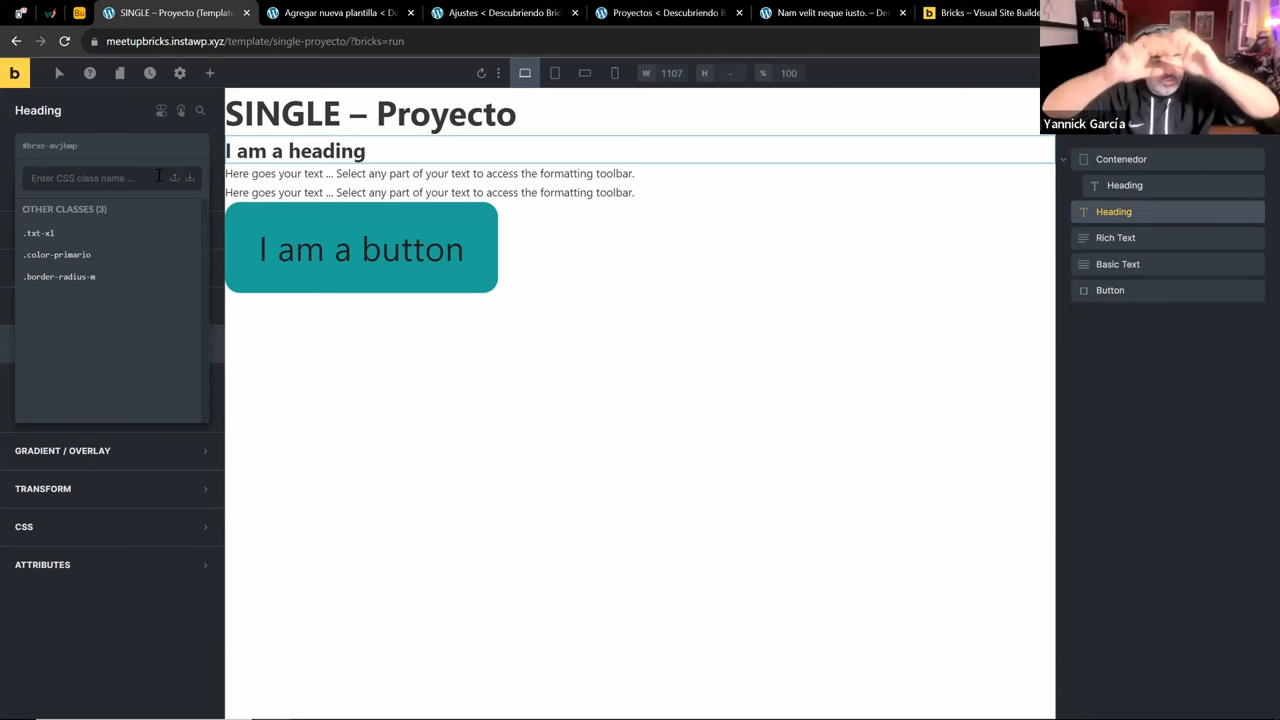 SINGLE – Proyecto (Template
Agregar nueva plantilla < De
Ajustes < Descubriendo Bric
Proyectos < Descubriendo B
Nam velit neque iusto. – Des
Bricks – Visual Site Builde
Bu
meetupbricks.instawp.xyz/template/single-proyecto/?bricks=run
b
W 1107
H -
% 100
Yannick García
Heading
#brxe-mvjhmp
Enter CSS class name ...
OTHER CLASSES (3)
.txt-xl
.color-primario
.border-radius-m
GRADIENT / OVERLAY
TRANSFORM
CSS
ATTRIBUTES
SINGLE – Proyecto
I am a heading
Here goes your text ... Select any part of your text to access the formatting toolbar.
Here goes your text ... Select any part of your text to access the formatting toolbar.
I am a button
Contenedor
Heading
Heading
Rich Text
Basic Text
Button